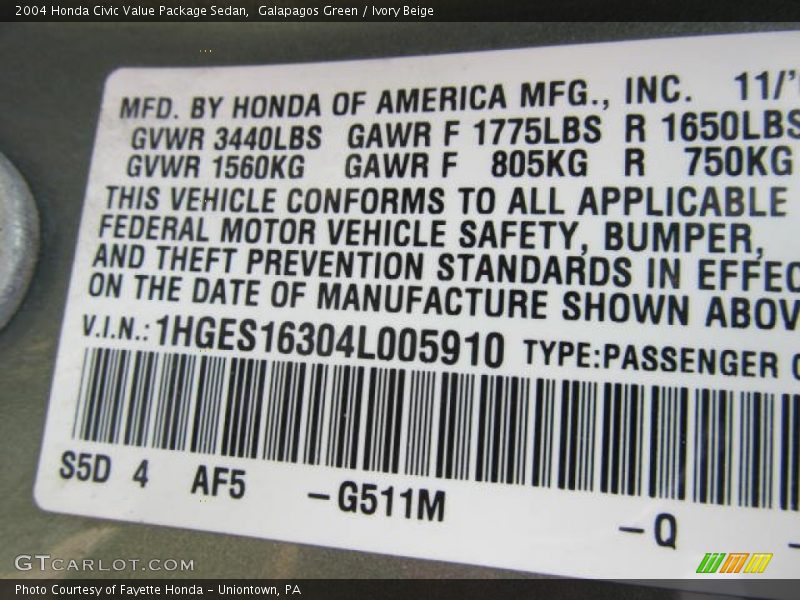 2004 Honda Civic Value Package Sedan,  Galapagos Green / Ivory Beige
MFD. BY HONDA OF AMERICA MFG., INC. 11/'
GVWR 3440LBS GAWR F 1775LBS R 1650LBS
GVWR 1560KG GAWR F 805KG R 750KG
THIS VEHICLE CONFORMS TO ALL APPLICABLE
FEDERAL MOTOR VEHICLE SAFETY, BUMPER,
AND THEFT PREVENTION STANDARDS IN EFFEC
ON THE DATE OF MANUFACTURE SHOWN ABOV
V.I.N.: 1HGES16304L005910 TYPE:PASSENGER
S5D 4 AF5 –G511M –Q
GTCARLOT.COM
Photo Courtesy of Fayette Honda - Uniontown, PA